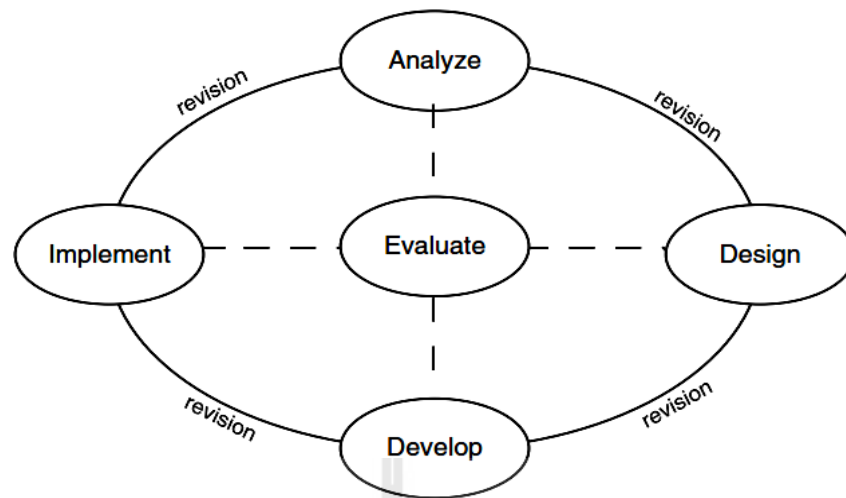 Analyze
revision
revision
Implement
Evaluate
Design
revision
revision
Develop